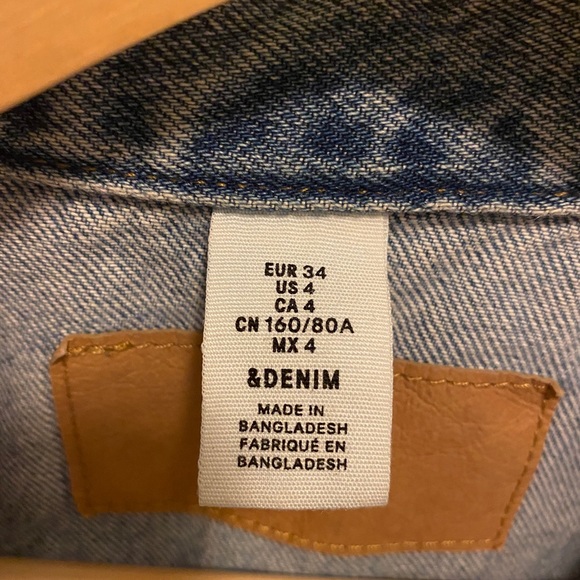 EUR 34
US 4
CA 4
CN 160/80A
MX 4
&DENIM
MADE IN
BANGLADESH
FABRIQUÉ EN
BANGLADESH